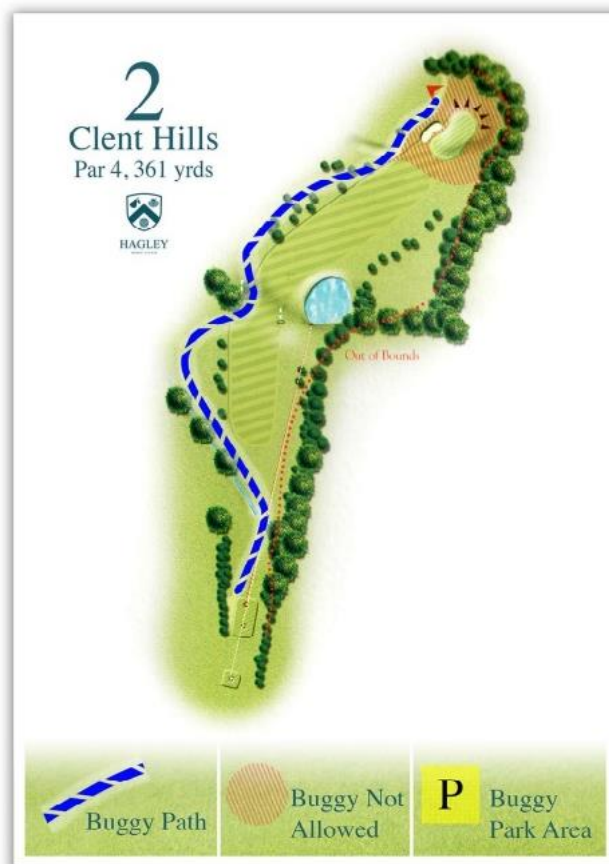 2
Clent Hills
Par 4, 361 yrds
HAGLEY
Out of Bounds
Buggy Path
Buggy Not
Allowed
P
Buggy
Park Area